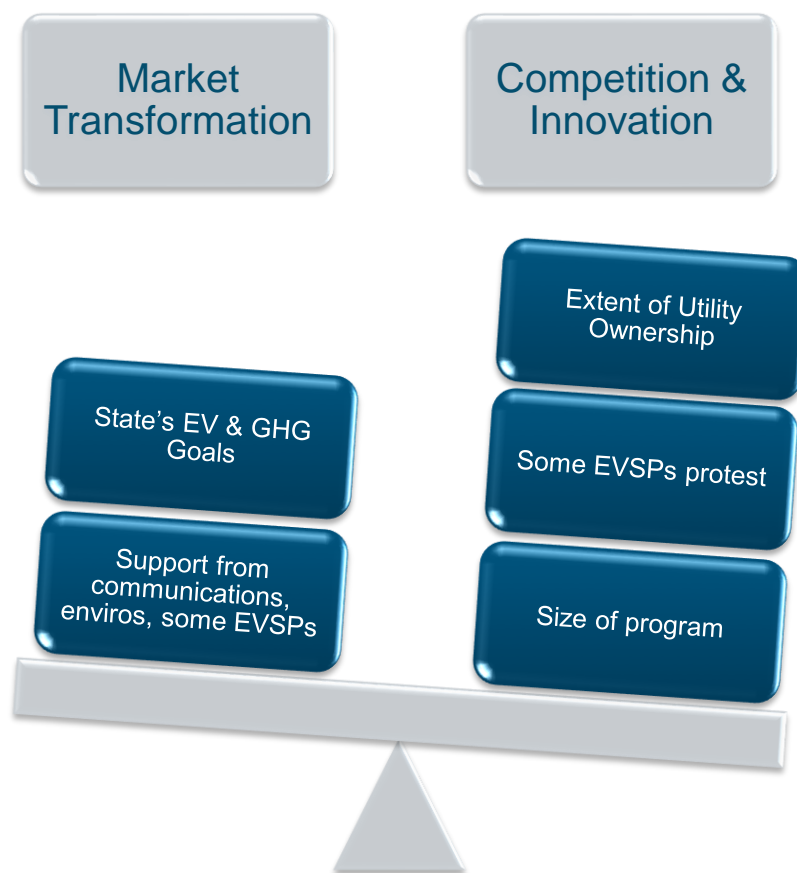 Market
Transformation
Competition &
Innovation
Extent of Utility
Ownership
State’s EV & GHG
Goals
Some EVSPs protest
Support from
communications,
enviros, some EVSPs
Size of program